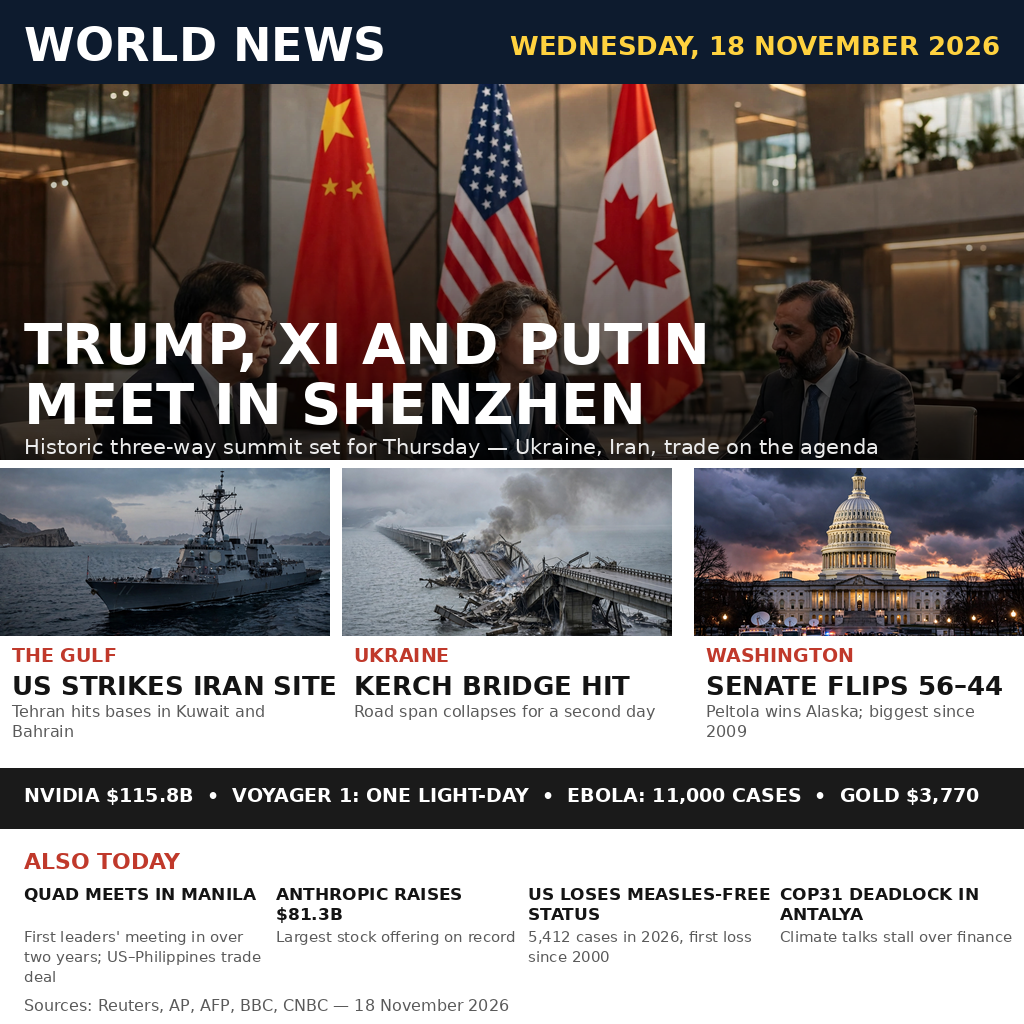 WORLD NEWS
WEDNESDAY, 18 NOVEMBER 2026
TRUMP, XI AND PUTIN
MEET IN SHENZHEN
Historic three-way summit set for Thursday — Ukraine, Iran, trade on the agenda
THE GULF
US STRIKES IRAN SITE
Tehran hits bases in Kuwait and
Bahrain
UKRAINE
KERCH BRIDGE HIT
Road span collapses for a second day
WASHINGTON
SENATE FLIPS 56–44
Peltola wins Alaska; biggest since
2009
NVIDIA $115.8B • VOYAGER 1: ONE LIGHT-DAY • EBOLA: 11,000 CASES • GOLD $3,770
ALSO TODAY
QUAD MEETS IN MANILA
First leaders' meeting in over
two years; US–Philippines trade
deal
ANTHROPIC RAISES
$81.3B
Largest stock offering on record
US LOSES MEASLES-FREE
STATUS
5,412 cases in 2026, first loss
since 2000
COP31 DEADLOCK IN
ANTALYA
Climate talks stall over finance
Sources: Reuters, AP, AFP, BBC, CNBC — 18 November 2026